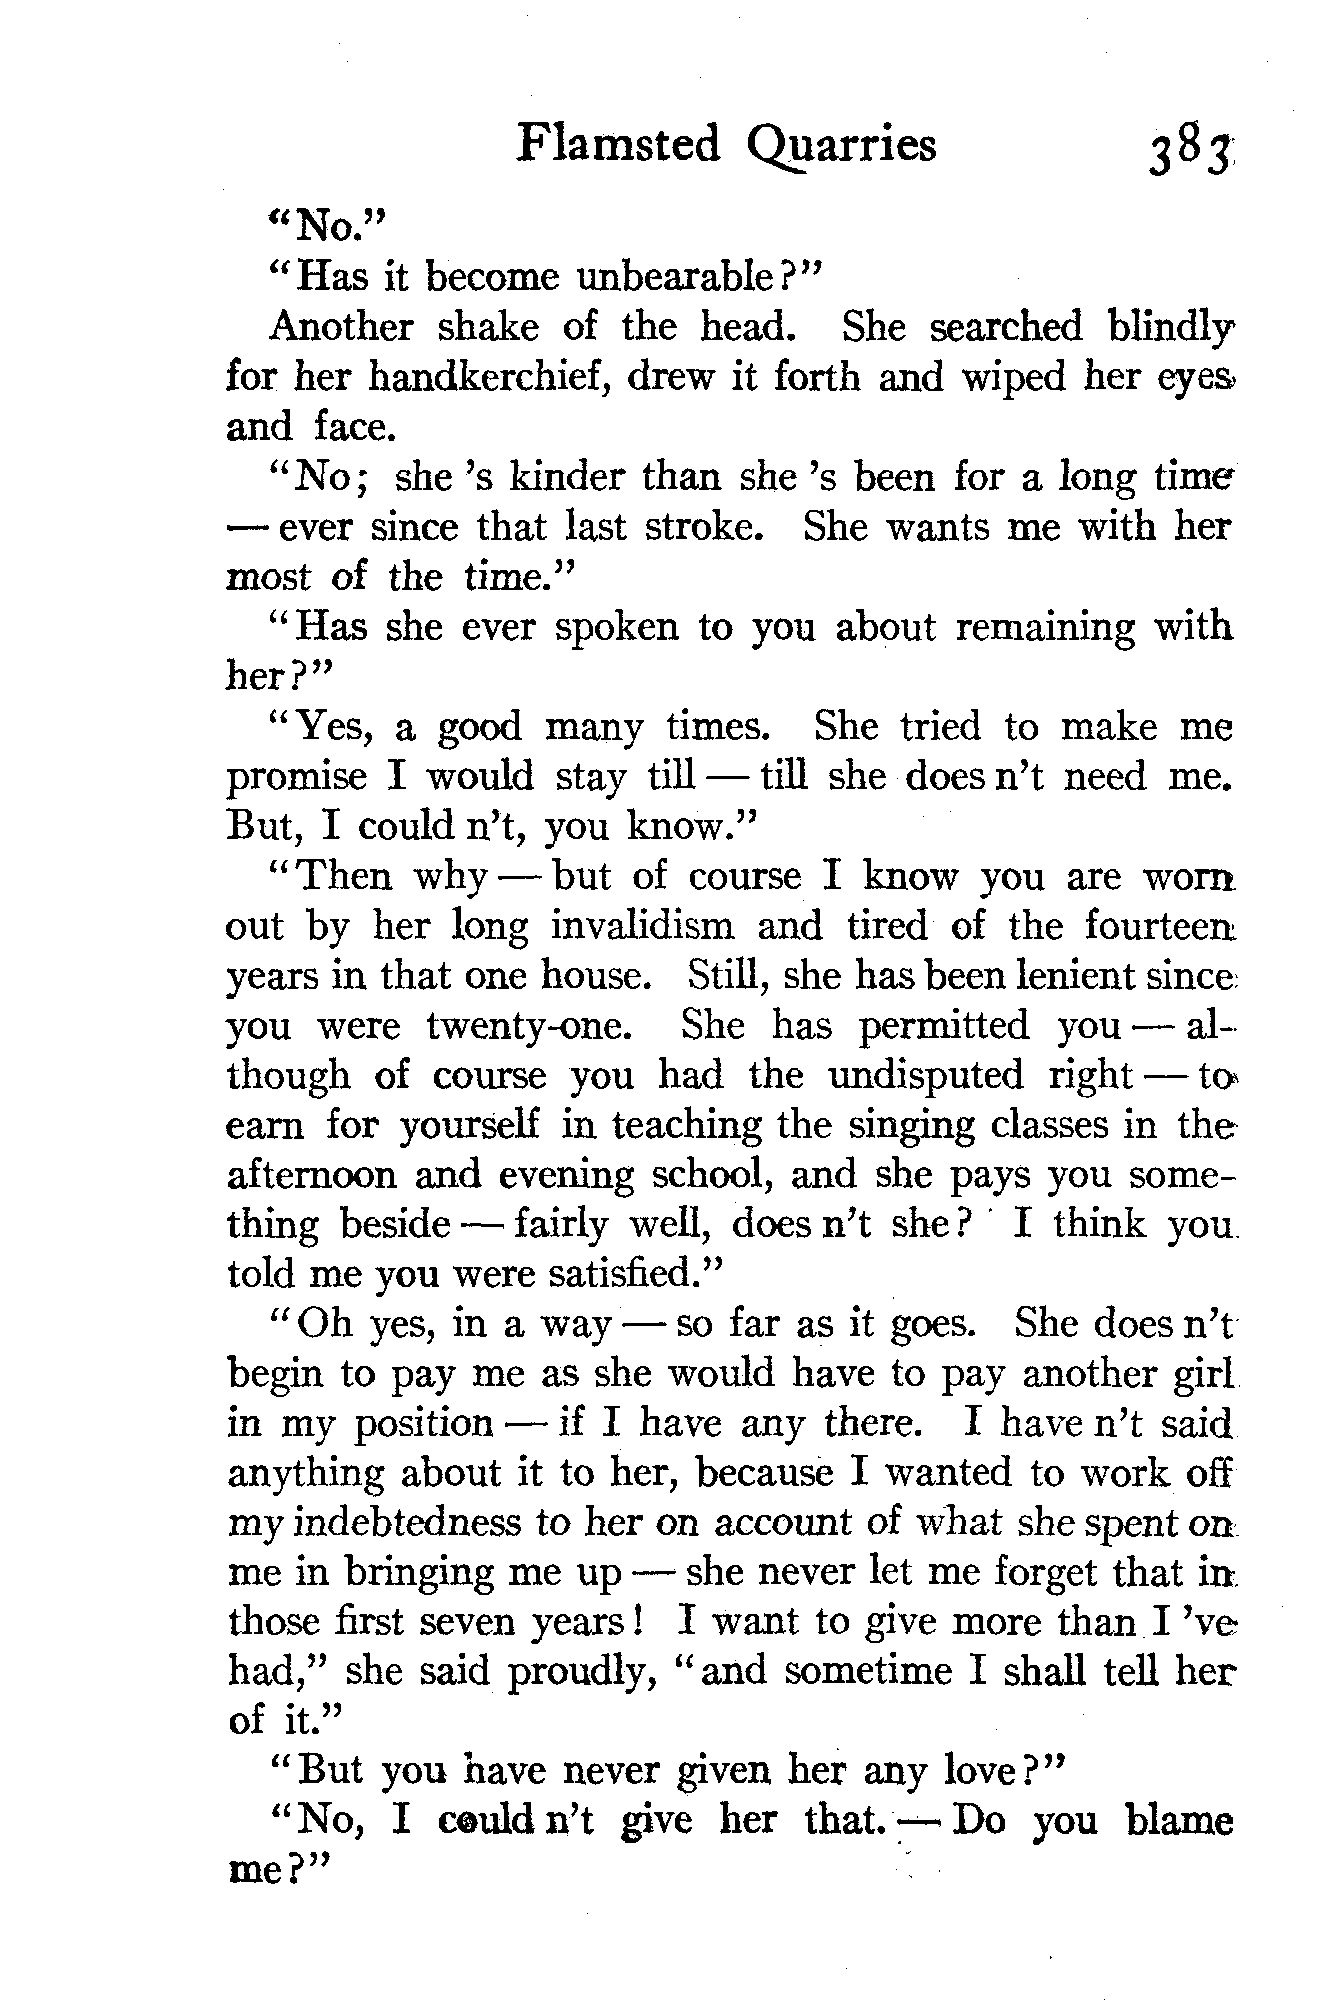 Flamsted Quarries 383
"No."
"Has it become unbearable?"
Another shake of the head. She searched blindly
for her handkerchief, drew it forth and wiped her eyes
and face.
"No; she 's kinder than she 's been for a long time
— ever since that last stroke. She wants me with her
most of the time."
"Has she ever spoken to you about remaining with
her?"
"Yes, a good many times. She tried to make me
promise I would stay till — till she does n't need me.
But, I could n't, you know."
"Then why — but of course I know you are worn
out by her long invalidism and tired of the fourteen
years in that one house. Still, she has been lenient since
you were twenty-one. She has permitted you — al-
though of course you had the undisputed right — to
earn for yourself in teaching the singing classes in the
afternoon and evening school, and she pays you some-
thing beside — fairly well, does n't she? I think you
told me you were satisfied."
"Oh yes, in a way — so far as it goes. She does n't
begin to pay me as she would have to pay another girl
in my position — if I have any there. I have n't said
anything about it to her, because I wanted to work off
my indebtedness to her on account of what she spent on
me in bringing me up — she never let me forget that in
those first seven years! I want to give more than I 've
had," she said proudly, "and sometime I shall tell her
of it."
"But you have never given her any love?"
"No, I could n't give her that. — Do you blame
me?"